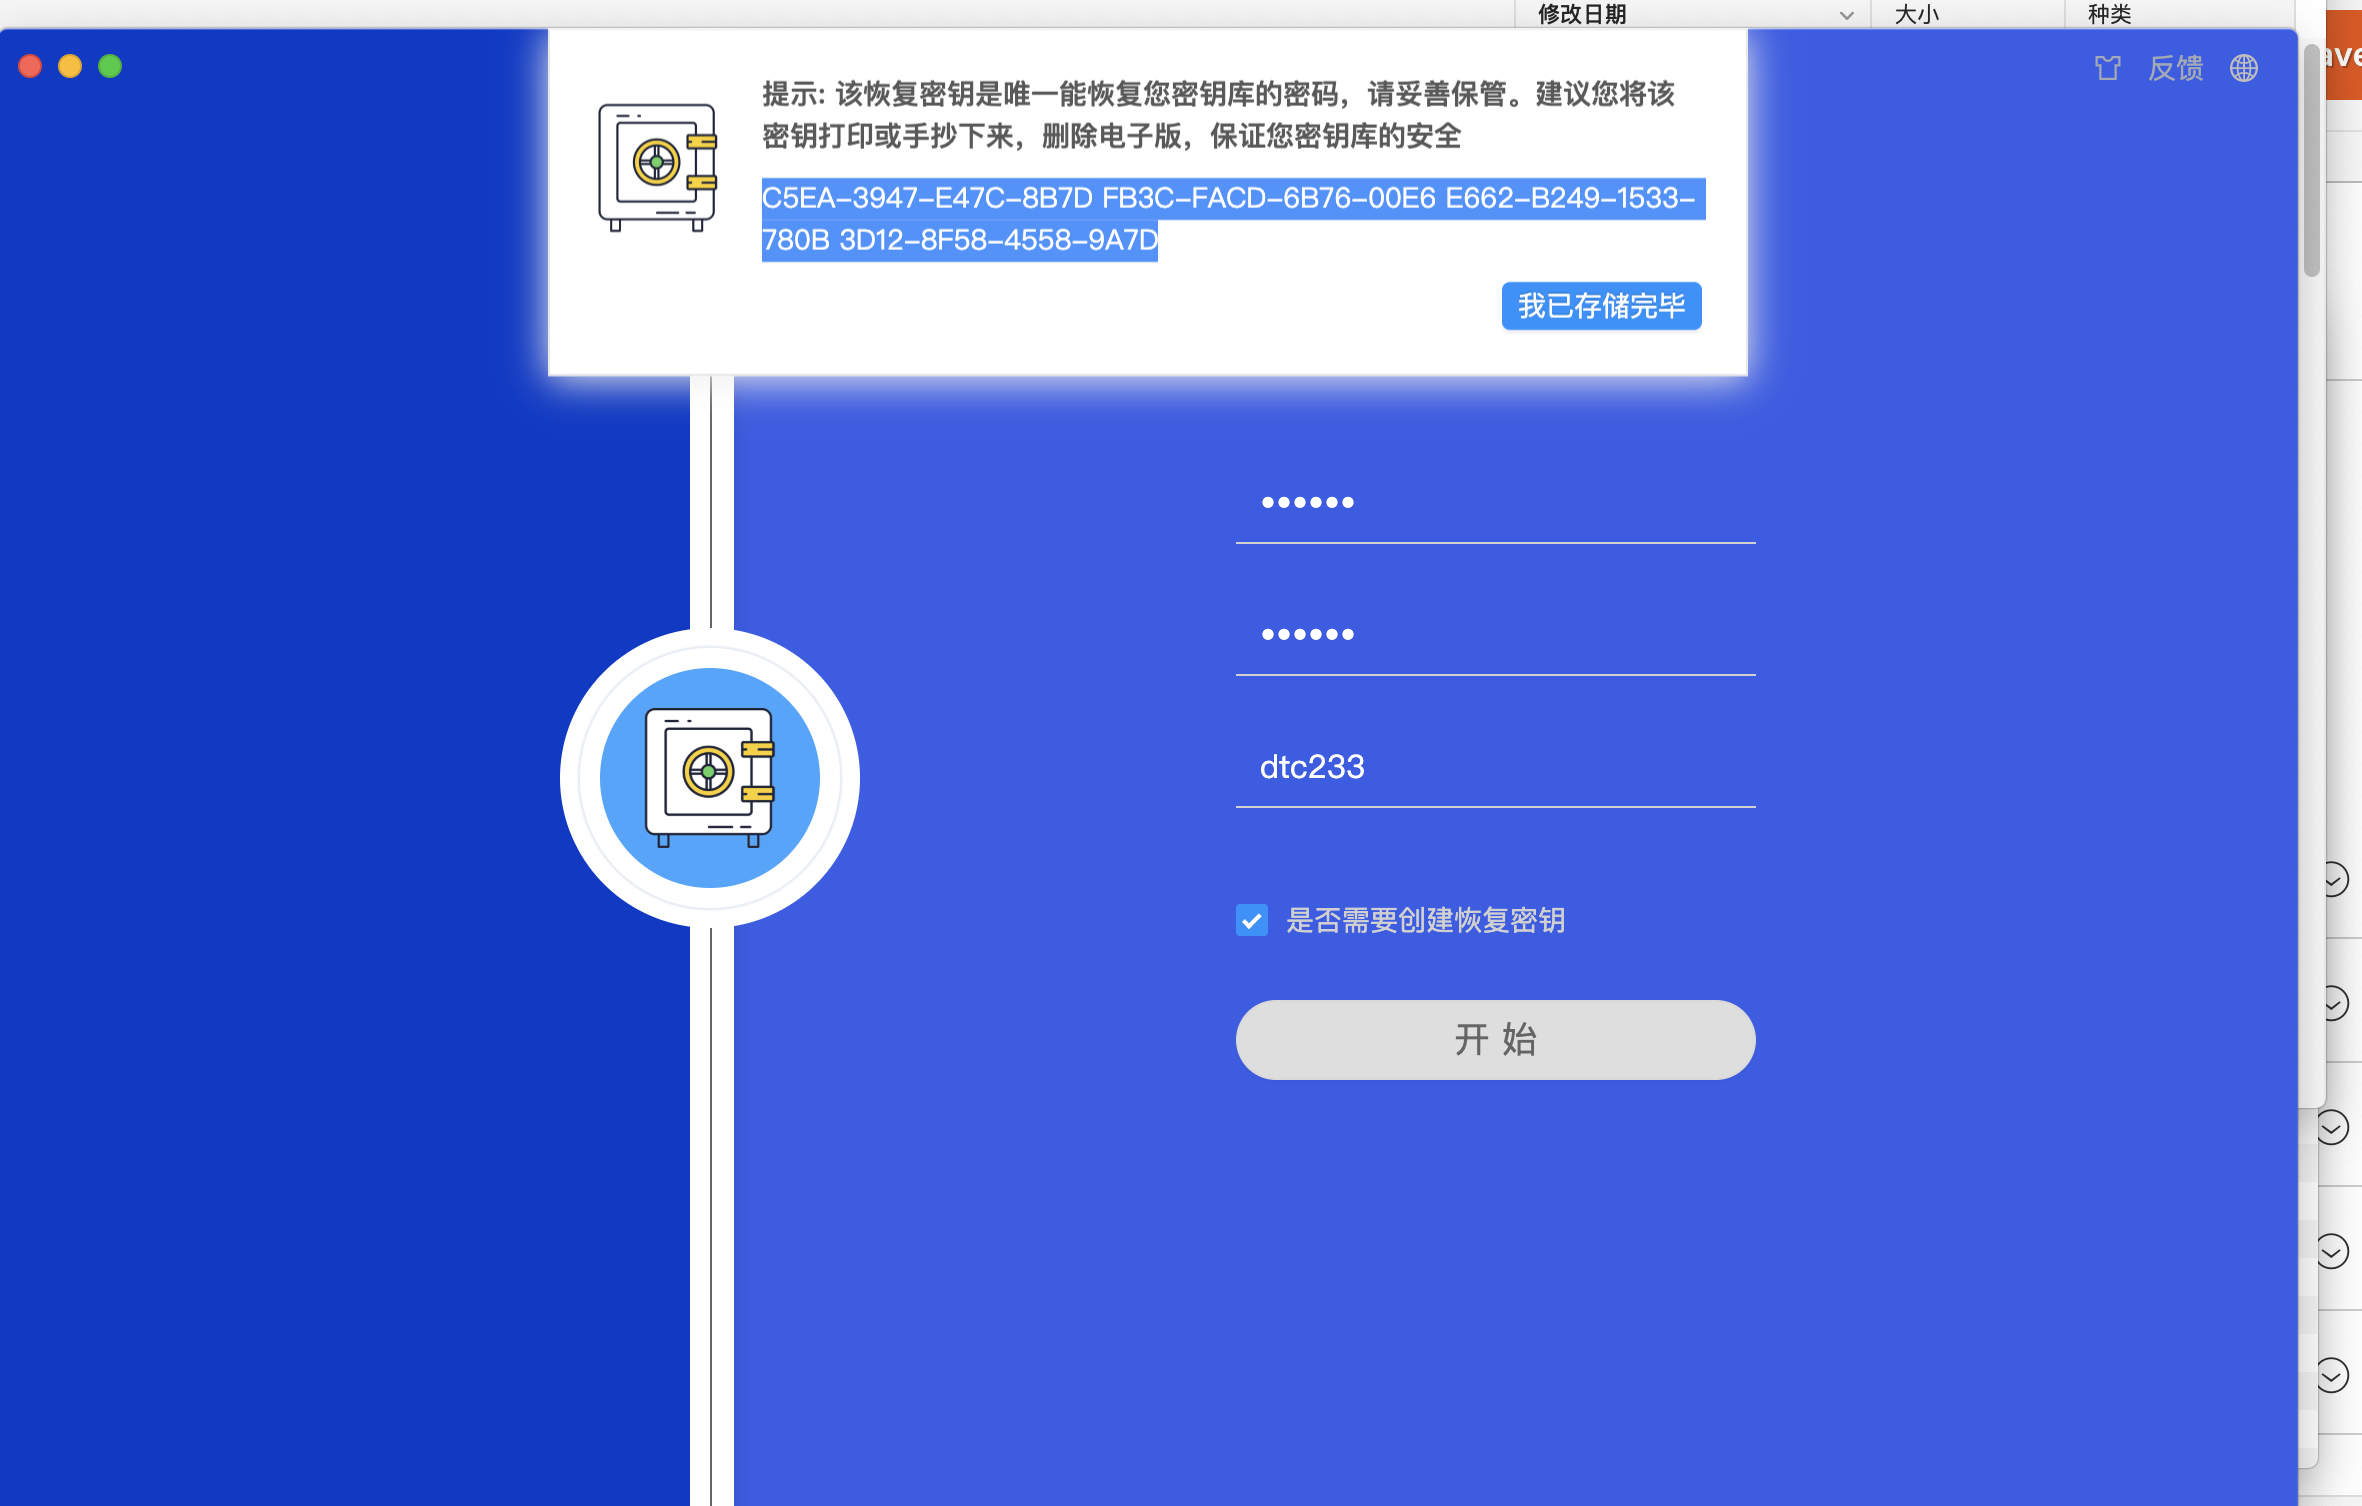 修改日期 大小 种类
ave
反馈
提示: 该恢复密钥是唯一能恢复您密钥库的密码，请妥善保管。建议您将该
密钥打印或手抄下来，删除电子版，保证您密钥库的安全
C5EA-3947-E47C-8B7D FB3C-FACD-6B76-00E6 E662-B249-1533-
780B 3D12-8F58-4558-9A7D
我已存储完毕
••••••
••••••
dtc233
是否需要创建恢复密钥
开 始